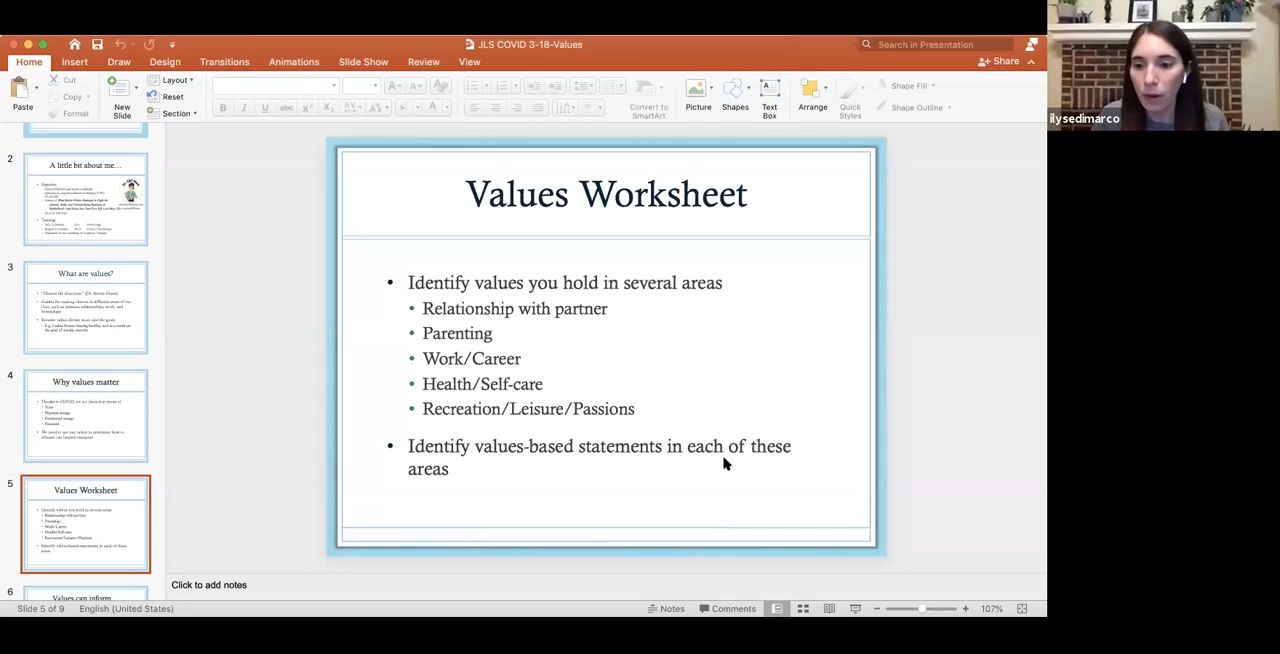 JLS COVID 3-18-Values
Search in Presentation
Home Insert Draw Design Transitions Animations Slide Show Review View
Share
Paste
Cut
Copy
Format
New
Slide
Layout
Reset
Section
Convert to
SmartArt
Picture
Shapes
Text
Box
Arrange
Quick
Styles
Shape Fill
Shape Outline
ilysedimarco
2
A little bit about me…
3
What are values?
4
Why values matter
5
Values Worksheet
6
Values can inform
Values Worksheet
• Identify values you hold in several areas
• Relationship with partner
• Parenting
• Work/Career
• Health/Self-care
• Recreation/Leisure/Passions
• Identify values-based statements in each of these
areas
Click to add notes
Slide 5 of 9 English (United States)
Notes Comments
107%